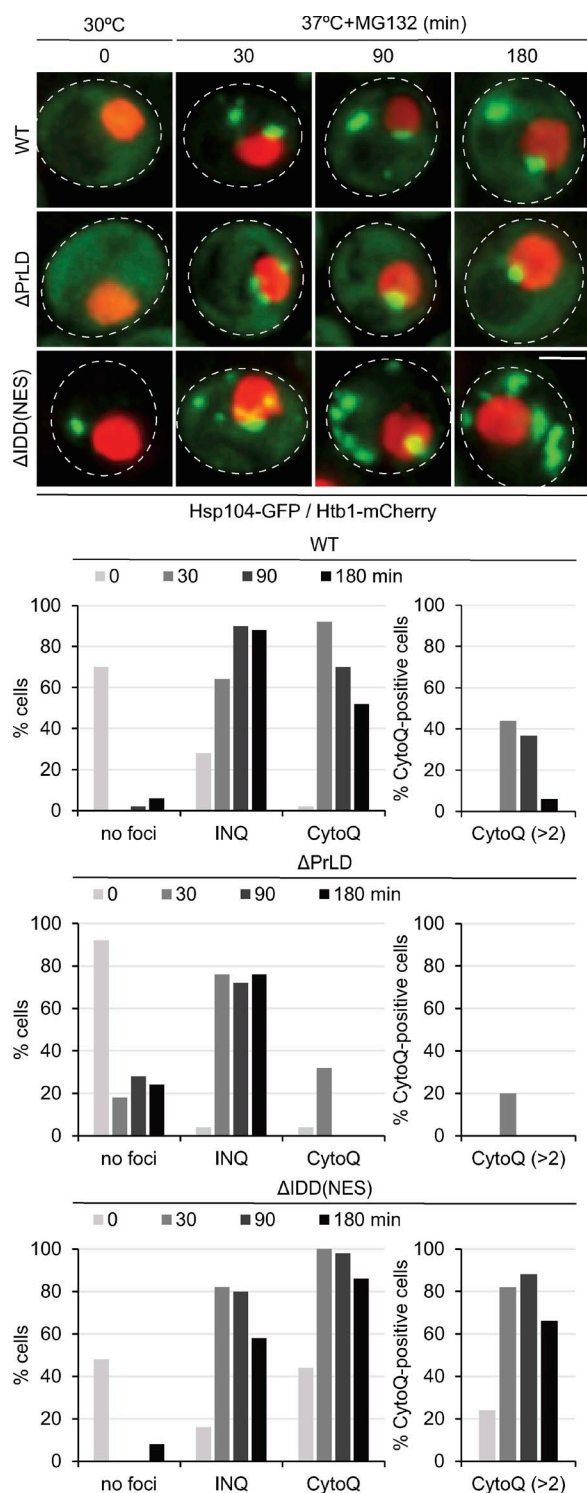 30ºC 37ºC+MG132 (min)
0 30 90 180
WT
ΔPrLD
ΔIDD(NES)
Hsp104-GFP / Htb1-mCherry
WT
0 30 90 180 min
% cells
100
80
60
40
20
0
no foci INQ CytoQ
% CytoQ-positive cells
100
80
60
40
20
0
CytoQ (>2)
ΔPrLD
0 30 90 180 min
% cells
100
80
60
40
20
0
no foci INQ CytoQ
% CytoQ-positive cells
100
80
60
40
20
0
CytoQ (>2)
ΔIDD(NES)
0 30 90 180 min
% cells
100
80
60
40
20
0
no foci INQ CytoQ
% CytoQ-positive cells
100
80
60
40
20
0
CytoQ (>2)